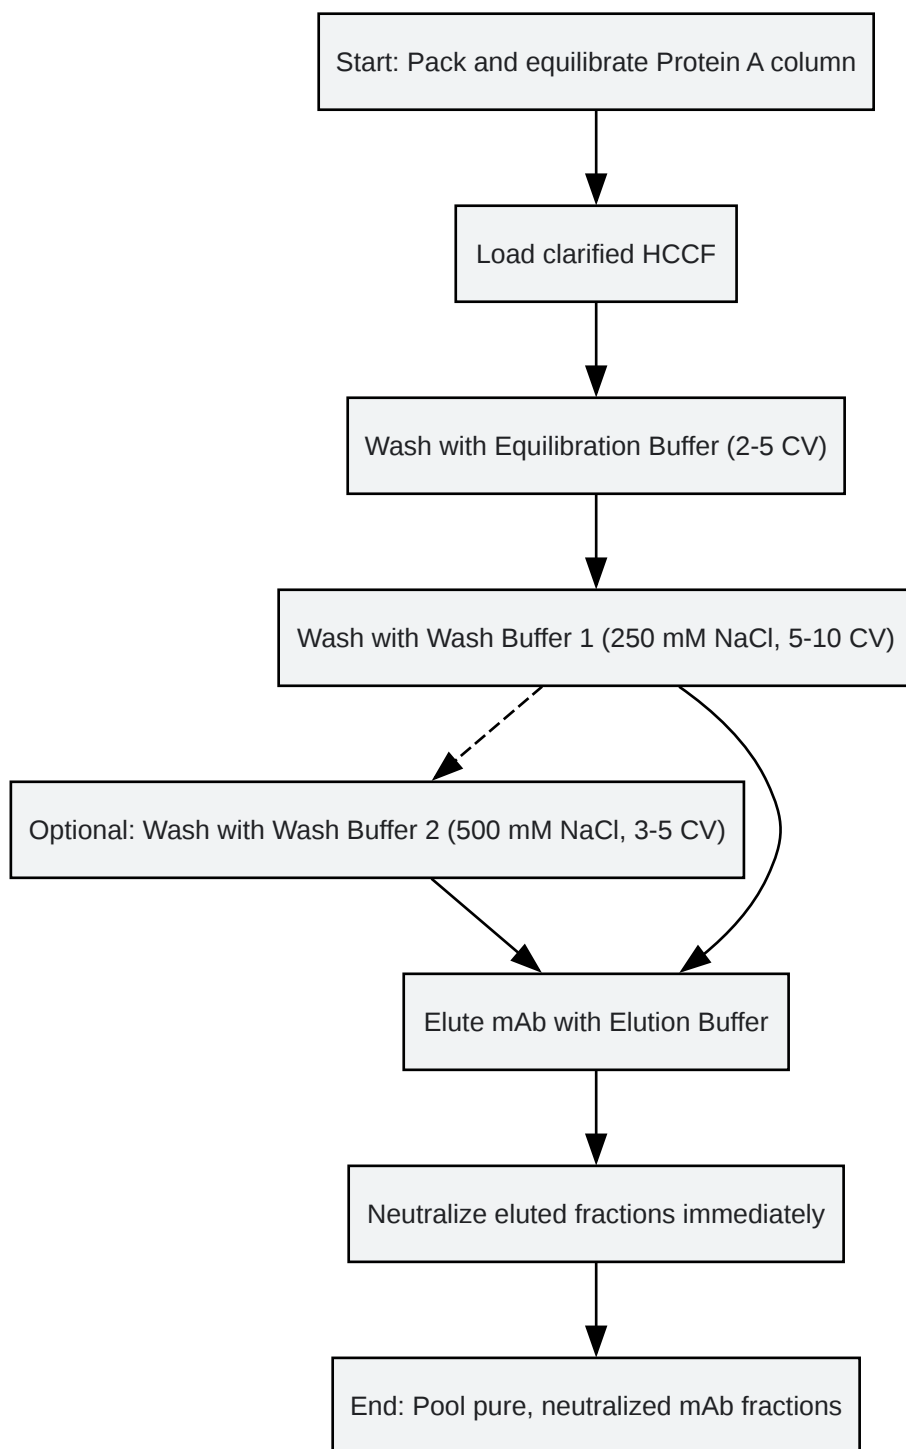 Start: Pack and equilibrate Protein A column
Load clarified HCCF
Wash with Equilibration Buffer (2-5 CV)
Wash with Wash Buffer 1 (250 mM NaCl, 5-10 CV)
Optional: Wash with Wash Buffer 2 (500 mM NaCl, 3-5 CV)
Elute mAb with Elution Buffer
Neutralize eluted fractions immediately
End: Pool pure, neutralized mAb fractions